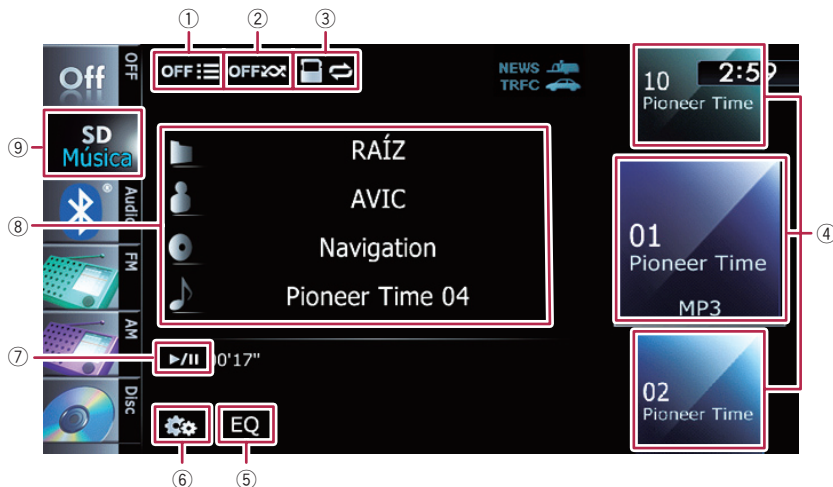 ① ② ③
Off OFF
OFF OFF
NEWS
TRFC
2:59
10
Pioneer Time
⑨
SD
Música
RAÍZ
AVIC
Navigation
Pioneer Time 04
⑧
Audio
FM
AM
Disc
01
Pioneer Time
MP3
④
⑦
►/II 00'17"
02
Pioneer Time
EQ
⑥ ⑤